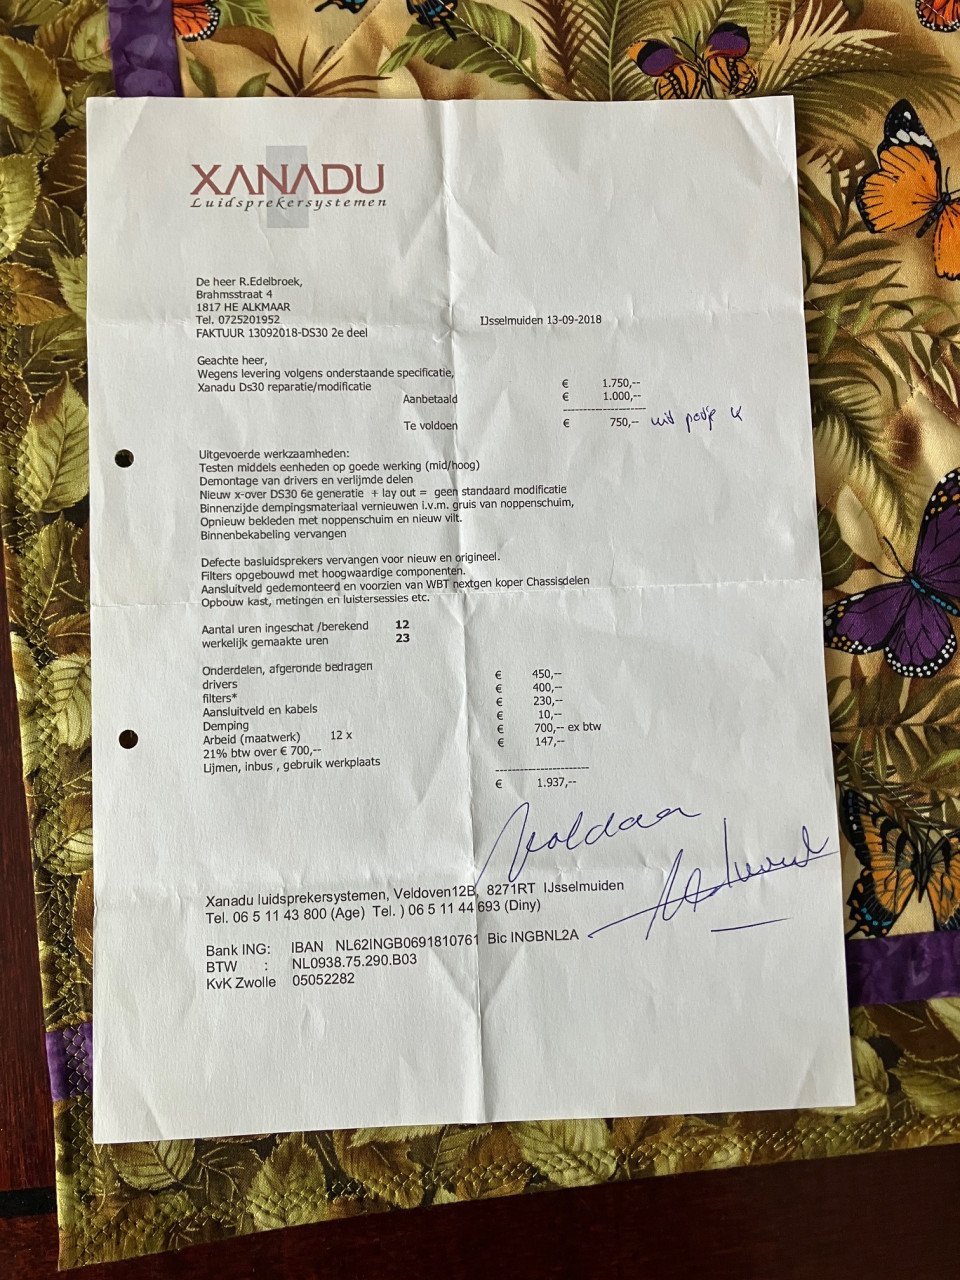 XANADU
Luidsprekersystemen
De heer R.Edelbroek,
Brahmsstraat 4
1817 HE ALKMAAR
Tel. 0725201952
IJsselmuiden 13-09-2018
FAKTUUR 13092018-DS30 2e deel
Geachte heer,
Wegens levering volgens onderstaande specificatie,
Xanadu Ds30 reparatie/modificatie € 1.750,--
Aanbetaald € 1.000,--
----------------------
Te voldoen € 750,--
Uitgevoerde werkzaamheden:
Testen middels eenheden op goede werking (mid/hoog)
Demontage van drivers en verlijmde delen
Nieuw x-over DS30 6e generatie + lay out = geen standaard modificatie
Binnenzijde dempingsmateriaal vernieuwen i.v.m. gruis van noppenschuim,
Opnieuw bekleden met noppenschuim en nieuw vilt.
Binnenbekabeling vervangen
Defecte basluidsprekers vervangen voor nieuw en origineel.
Filters opgebouwd met hoogwaardige componenten.
Aansluitveld gedemonteerd en voorzien van WBT nextgen koper Chassisdelen
Opbouw kast, metingen en luistersessies etc.
Aantal uren ingeschat /berekend 12
werkelijk gemaakte uren 23
Onderdelen, afgeronde bedragen
drivers € 450,--
filters* € 400,--
Aansluitveld en kabels € 230,--
Demping € 10,--
Arbeid (maatwerk) 12 x € 700,-- ex btw
21% btw over € 700,-- € 147,--
Lijmen, inbus , gebruik werkplaats
-------------------------
€ 1.937,--
Voldaan
Xanadu luidsprekersystemen, Veldoven12B, 8271RT IJsselmuiden
Tel. 06 5 11 43 800 (Age) Tel. ) 06 5 11 44 693 (Diny)
Bank ING: IBAN NL62INGB0691810761 Bic INGBNL2A
BTW : NL0938.75.290.B03
KvK Zwolle 05052282